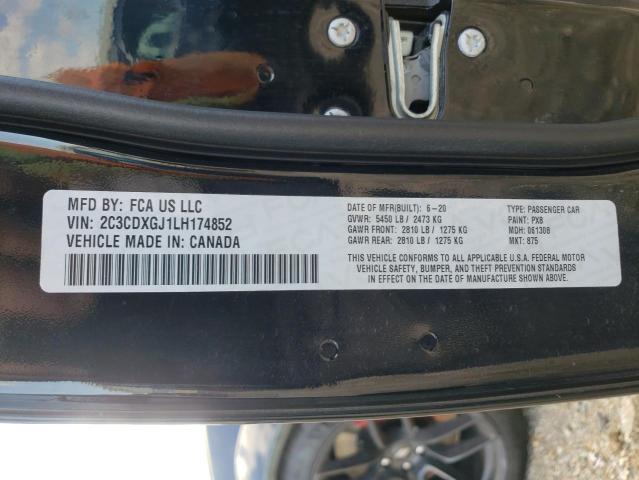 MFD BY: FCA US LLC
VIN: 2C3CDXGJ1LH174852
VEHICLE MADE IN: CANADA
DATE OF MFR(BUILT): 6-20
GVWR: 5450 LB / 2473 KG
GAWR FRONT: 2810 LB / 1275 KG
GAWR REAR: 2810 LB / 1275 KG
TYPE: PASSENGER CAR
PAINT: PX8
MDH: 061308
MKT: 875
THIS VEHICLE CONFORMS TO ALL APPLICABLE U.S.A. FEDERAL MOTOR
VEHICLE SAFETY, BUMPER, AND THEFT PREVENTION STANDARDS
IN EFFECT ON THE DATE OF MANUFACTURE SHOWN ABOVE.